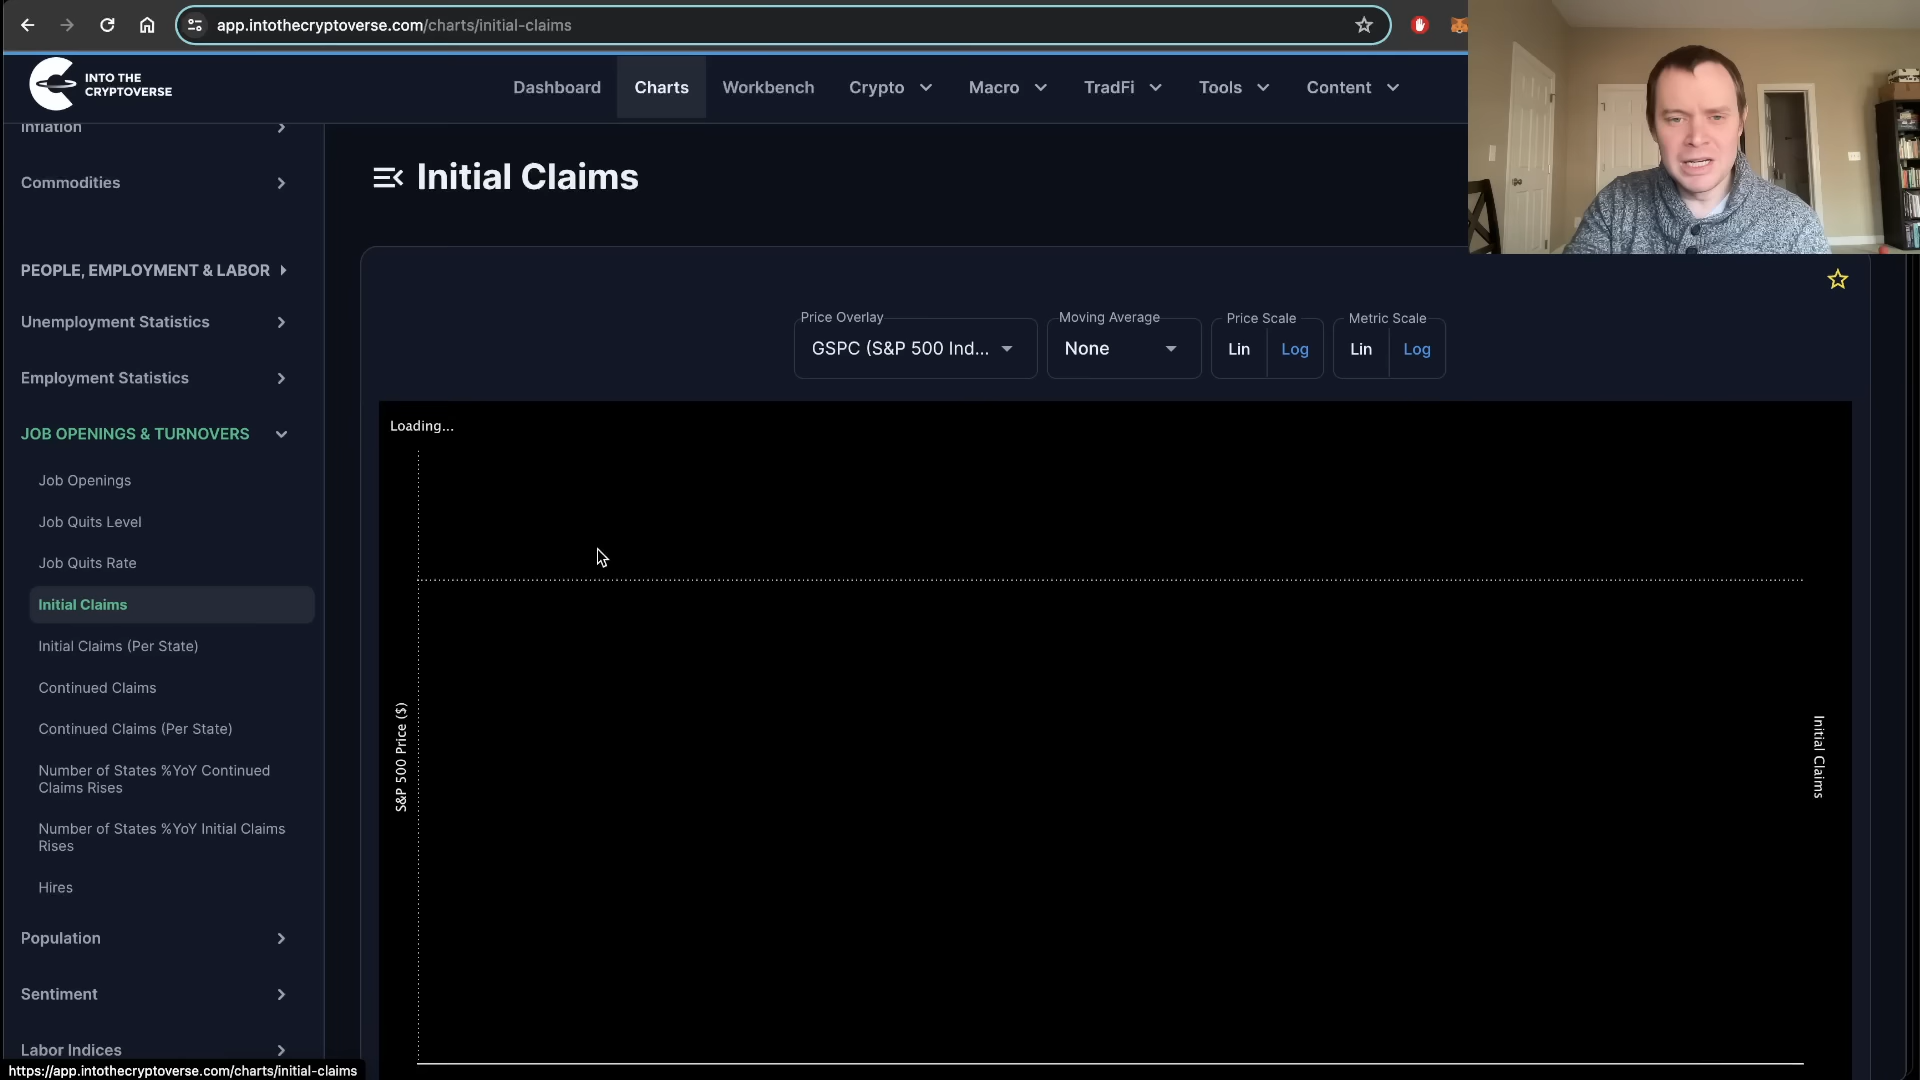 app.intothecryptoverse.com/charts/initial-claims
INTO THE
CRYPTOVERSE
Dashboard
Charts
Workbench
Crypto
Macro
TradFi
Tools
Content
Inflation
Commodities
PEOPLE, EMPLOYMENT & LABOR
Unemployment Statistics
Employment Statistics
JOB OPENINGS & TURNOVERS
Job Openings
Job Quits Level
Job Quits Rate
Initial Claims
Initial Claims (Per State)
Continued Claims
Continued Claims (Per State)
Number of States %YoY Continued
Claims Rises
Number of States %YoY Initial Claims
Rises
Hires
Population
Sentiment
Labor Indices
https://app.intothecryptoverse.com/charts/initial-claims
Initial Claims
Price Overlay
GSPC (S&P 500 Ind...
Moving Average
None
Price Scale
Lin
Log
Metric Scale
Lin
Log
Loading...
S&P 500 Price ($)
Initial Claims